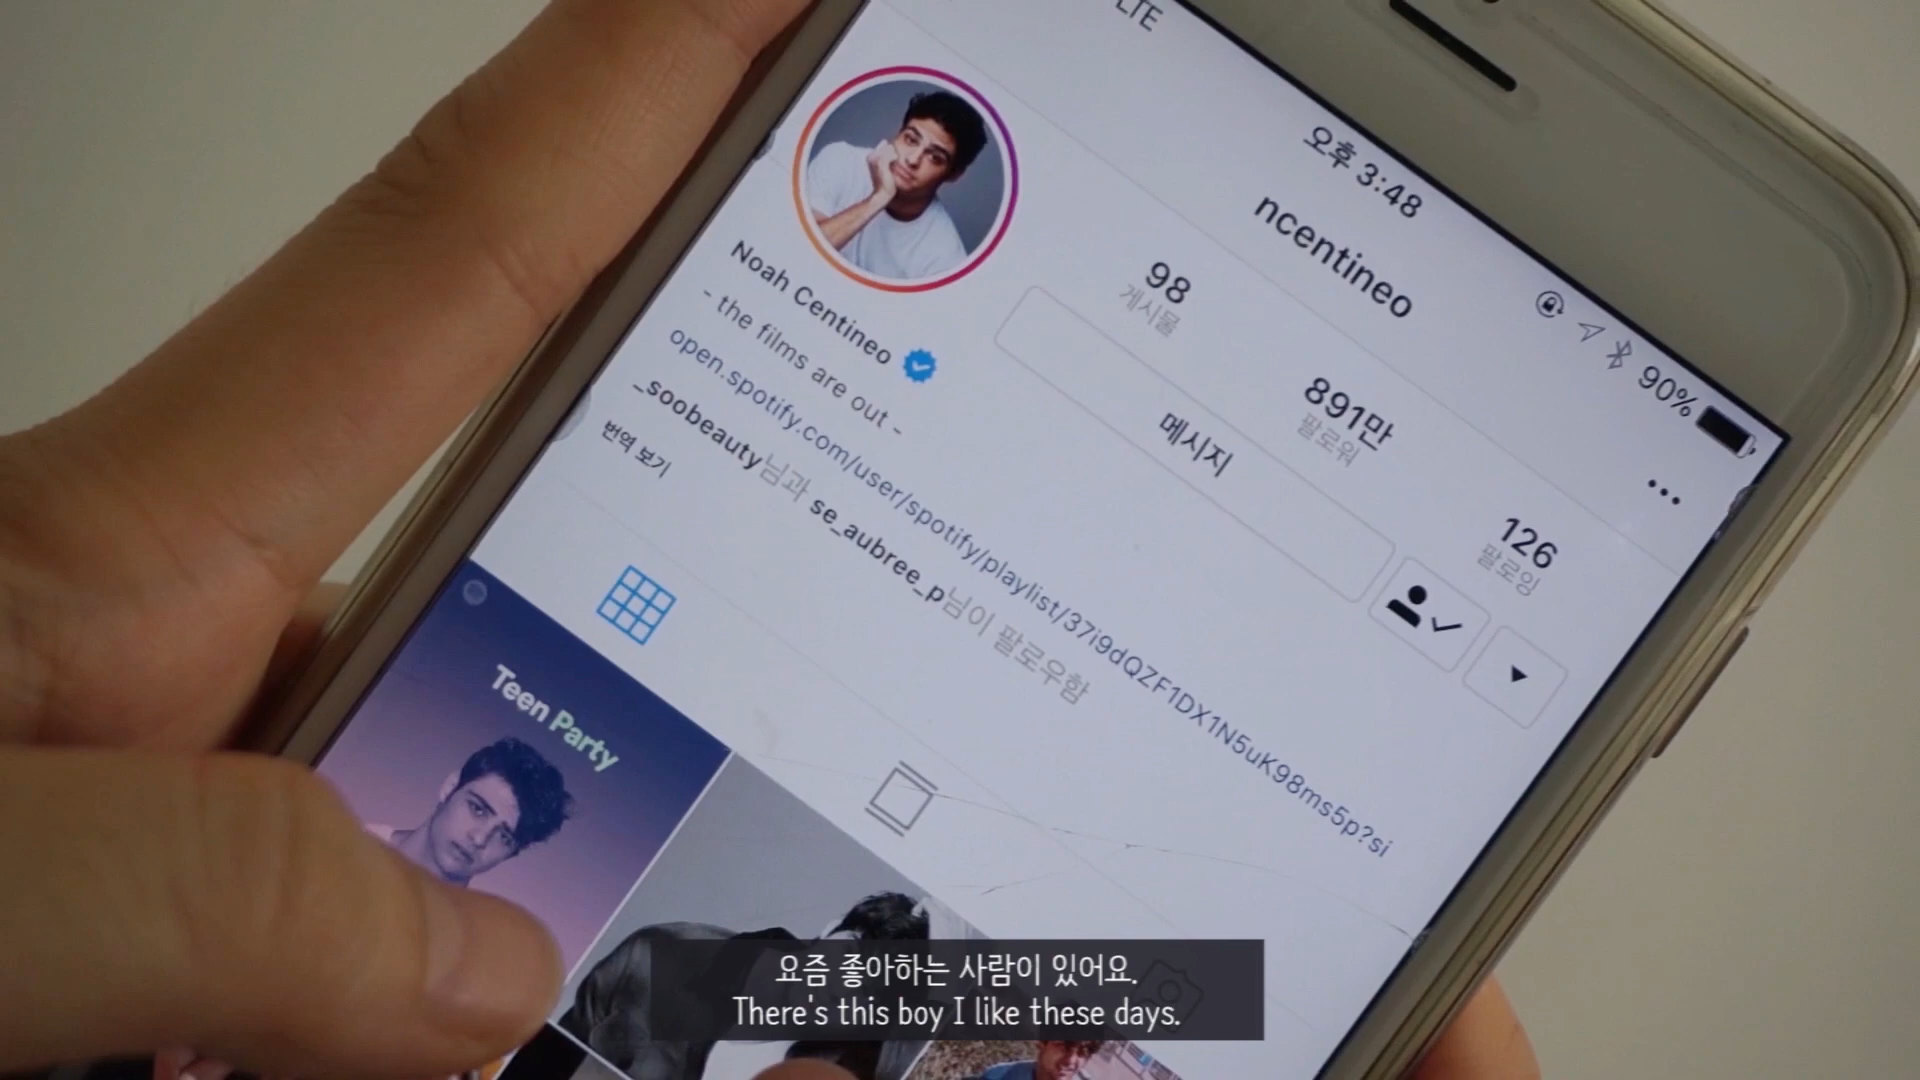 LTE
오후 3:48
90%
ncentineo
98
게시물
891만
팔로워
126
팔로잉
메시지
Noah Centineo
- the films are out -
open.spotify.com/user/spotify/playlist/37i9dQZF1DX1N5uK98ms5p?si
_soobeauty님과 se_aubree_p님이 팔로우함
번역 보기
Teen Party
요즘 좋아하는 사람이 있어요.
There's this boy I like these days.